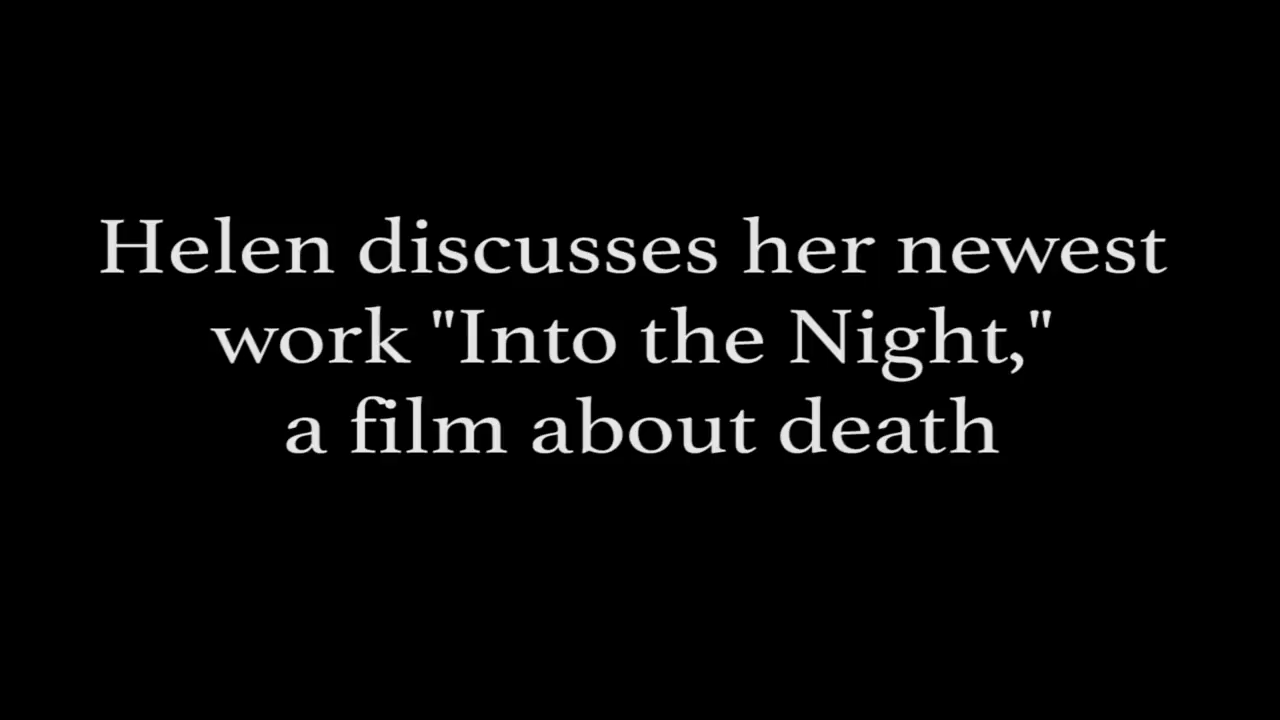 Helen discusses her newest
work "Into the Night,"
a film about death